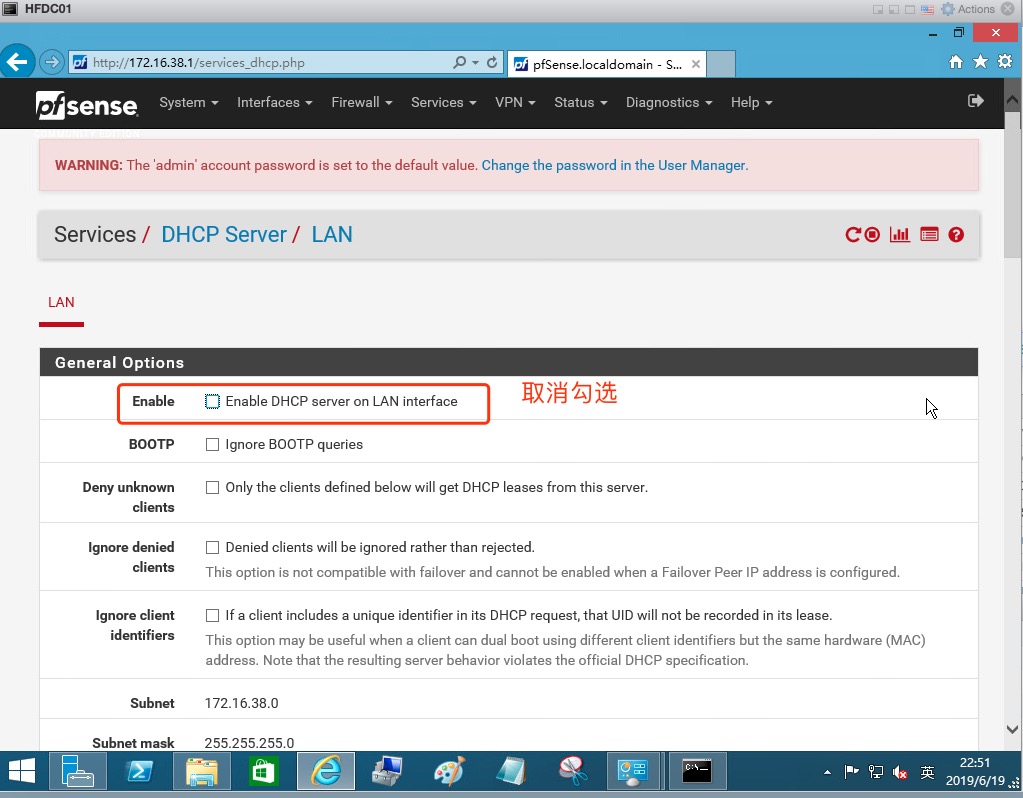 HFDC01
Actions
http://172.16.38.1/services_dhcp.php
pfSense.localdomain - S...
pfsense.
System
Interfaces
Firewall
Services
VPN
Status
Diagnostics
Help
WARNING: The 'admin' account password is set to the default value. Change the password in the User Manager.
Services / DHCP Server / LAN
LAN
General Options
Enable
Enable DHCP server on LAN interface
取消勾选
BOOTP
Ignore BOOTP queries
Deny unknown
clients
Only the clients defined below will get DHCP leases from this server.
Ignore denied
clients
Denied clients will be ignored rather than rejected.
This option is not compatible with failover and cannot be enabled when a Failover Peer IP address is configured.
Ignore client
identifiers
If a client includes a unique identifier in its DHCP request, that UID will not be recorded in its lease.
This option may be useful when a client can dual boot using different client identifiers but the same hardware (MAC)
address. Note that the resulting server behavior violates the official DHCP specification.
Subnet
172.16.38.0
Subnet mask
255.255.255.0
英
22:51
2019/6/19